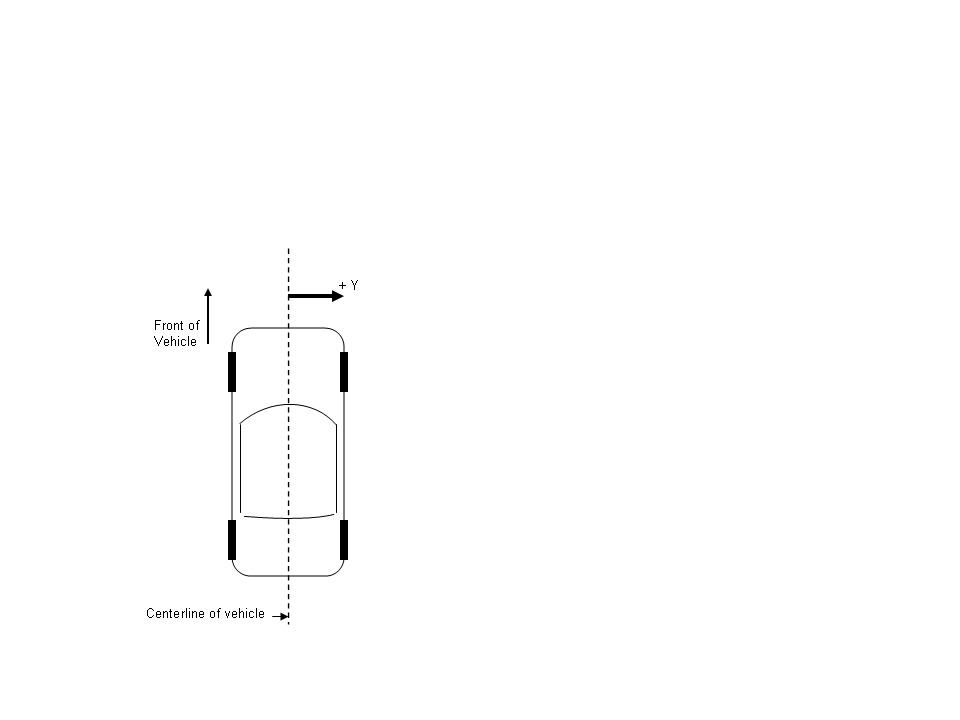 + Y
Front of
Vehicle
Centerline of vehicle